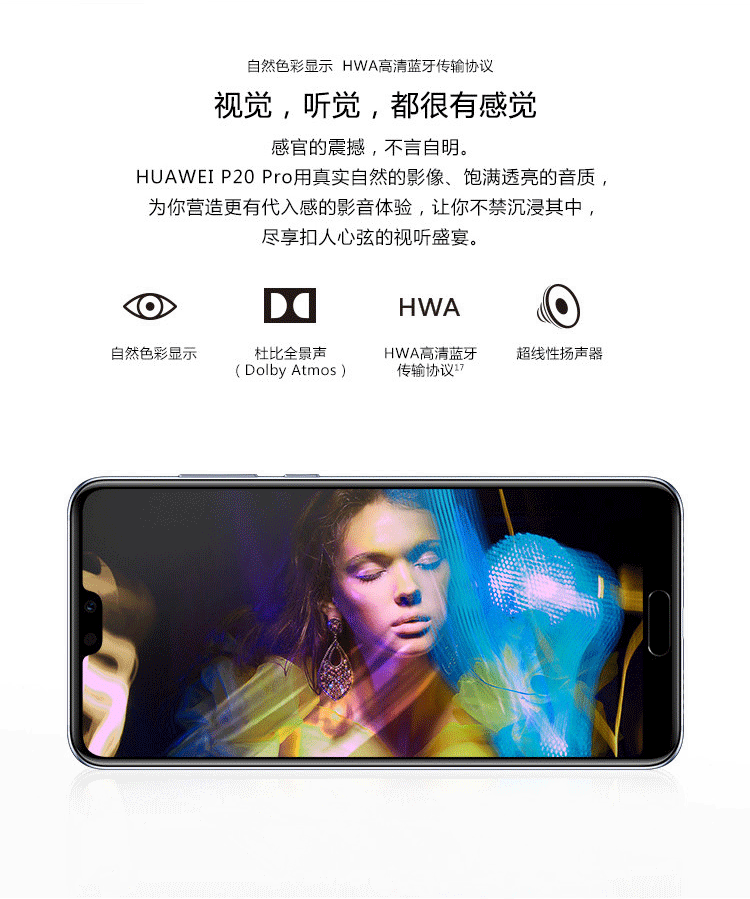 自然色彩显示 HWA高清蓝牙传输协议
视觉，听觉，都很有感觉
感官的震撼，不言自明。
HUAWEI P20 Pro用真实自然的影像、饱满透亮的音质，
为你营造更有代入感的影音体验，让你不禁沉浸其中，
尽享扣人心弦的视听盛宴。
HWA
自然色彩显示 杜比全景声 HWA高清蓝牙 超线性扬声器
（Dolby Atmos） 传输协议17